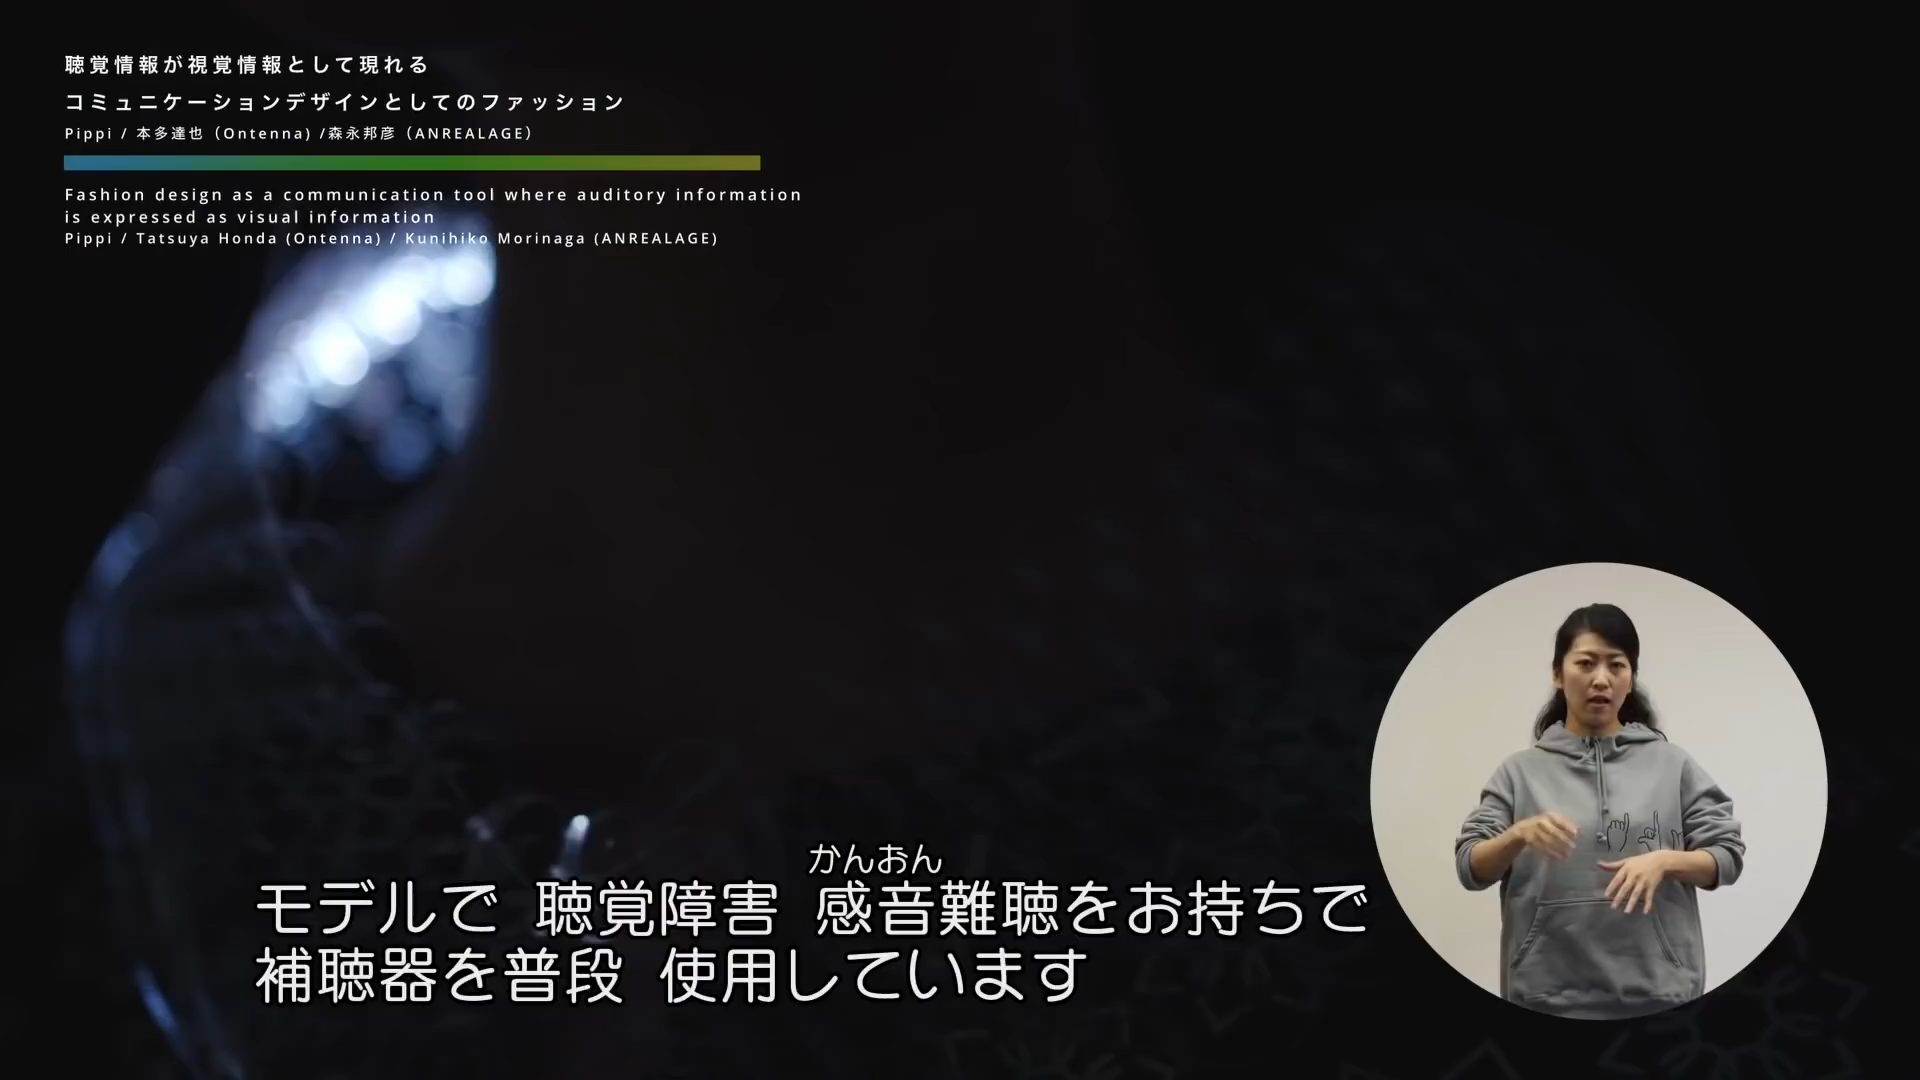 聴覚情報が視覚情報として現れる
コミュニケーションデザインとしてのファッション
Pippi / 本多達也（Ontenna) /森永邦彦（ANREALAGE）
Fashion design as a communication tool where auditory information
is expressed as visual information
Pippi / Tatsuya Honda (Ontenna) / Kunihiko Morinaga (ANREALAGE)
かんおん
モデルで 聴覚障害 感音難聴をお持ちで
補聴器を普段 使用しています